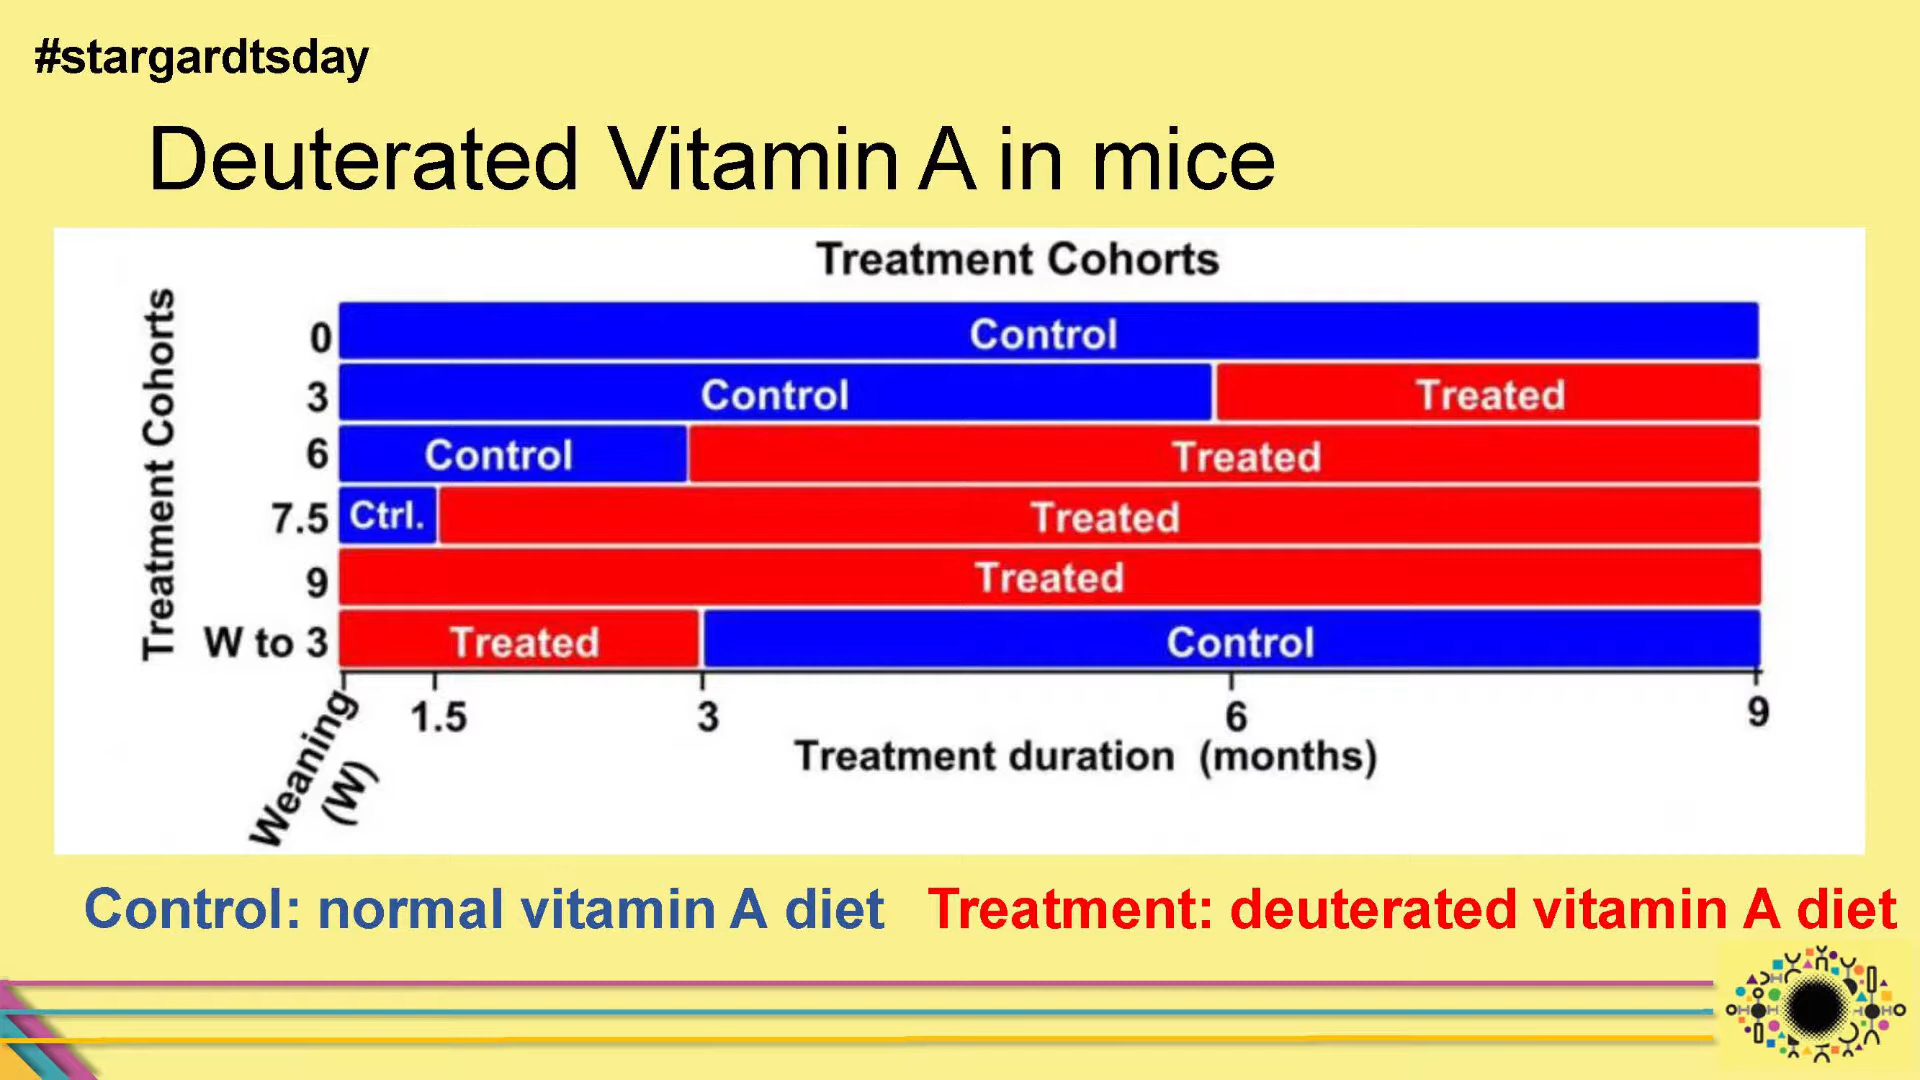 #stargardtsday
Deuterated Vitamin A in mice
Treatment Cohorts
Treatment Cohorts
0 Control
3 Control Treated
6 Control Treated
7.5 Ctrl. Treated
9 Treated
W to 3 Treated Control
Weaning (W) 1.5 3 6 9
Treatment duration (months)
Control: normal vitamin A diet Treatment: deuterated vitamin A diet